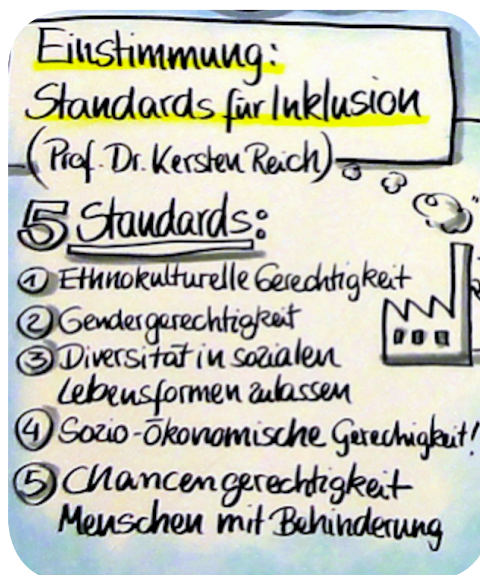 Einstimmung:
Standards für Inklusion
(Prof. Dr. Kersten Reich)
5 Standards:
1 Ethnokulturelle Gerechtigkeit
2 Gendergerechtigkeit
3 Diversität in sozialen
Lebensformen zulassen
4 Sozio-Ökonomische Gerechigkeit!
5 Chancengerechtigkeit
Menschen mit Behinderung